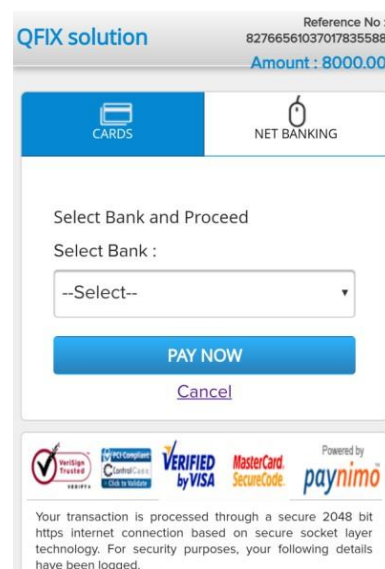 QFIX solution
Reference No :
82766561037017835588
Amount : 8000.00
CARDS
NET BANKING
Select Bank and Proceed
Select Bank :
--Select--
PAY NOW
Cancel
VeriSign
Trusted
VERIFY
PCI Compliant
ControlCase
Click to Validate
VERIFIED
by VISA
MasterCard.
SecureCode.
Powered by
paynimo
Your transaction is processed through a secure 2048 bit
https internet connection based on secure socket layer
technology. For security purposes, your following details
have been logged.